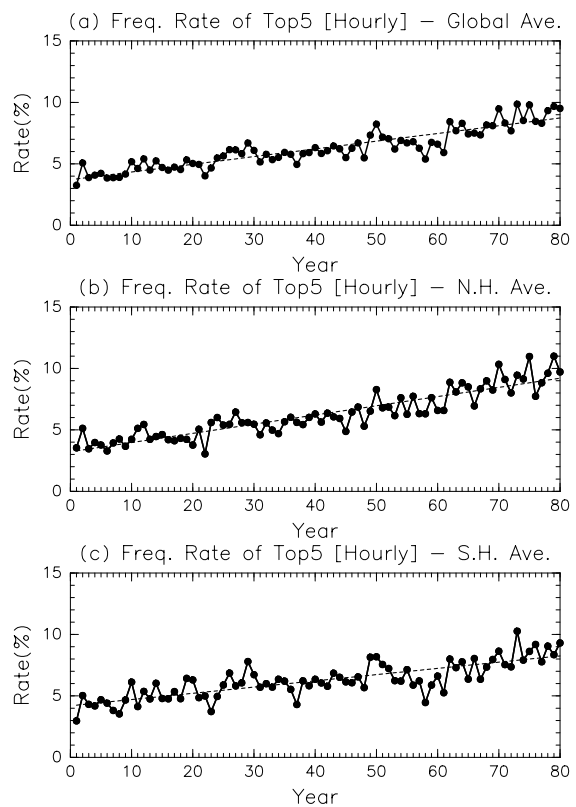 (a) Freq. Rate of Top5 [Hourly] – Global Ave.
15
10
5
0
Rate(%)
0 10 20 30 40 50 60 70 80
Year
(b) Freq. Rate of Top5 [Hourly] – N.H. Ave.
15
10
5
0
Rate(%)
0 10 20 30 40 50 60 70 80
Year
(c) Freq. Rate of Top5 [Hourly] – S.H. Ave.
15
10
5
0
Rate(%)
0 10 20 30 40 50 60 70 80
Year